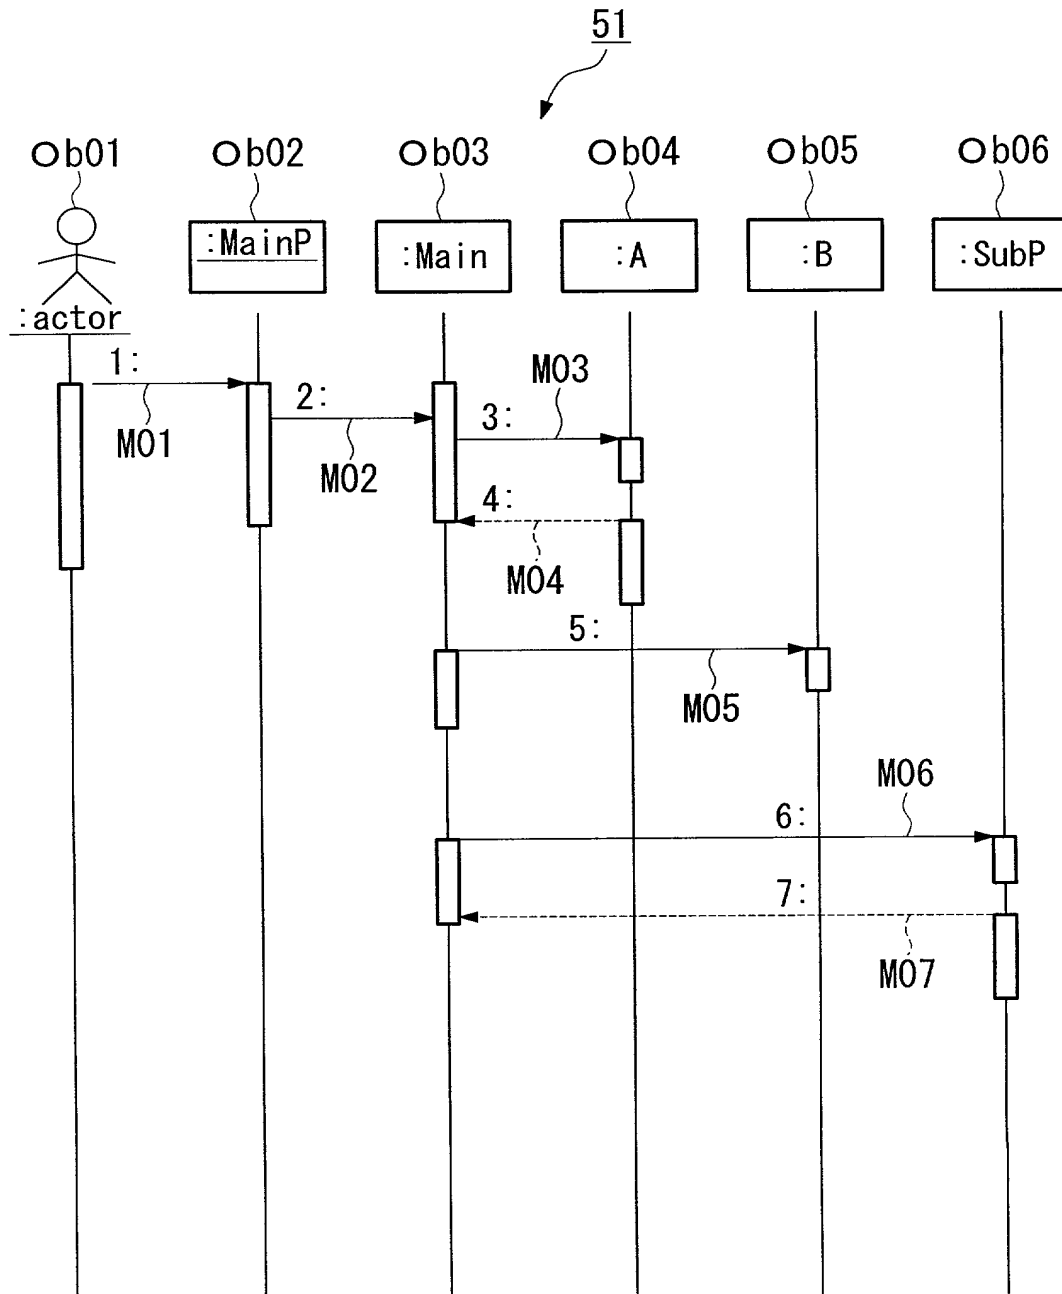 51
Ob01 Ob02 Ob03 Ob04 Ob05 Ob06
:actor :MainP :Main :A :B :SubP
1:
M01
2:
M02
M03
3:
4:
M04
5:
M05
M06
6:
7:
M07